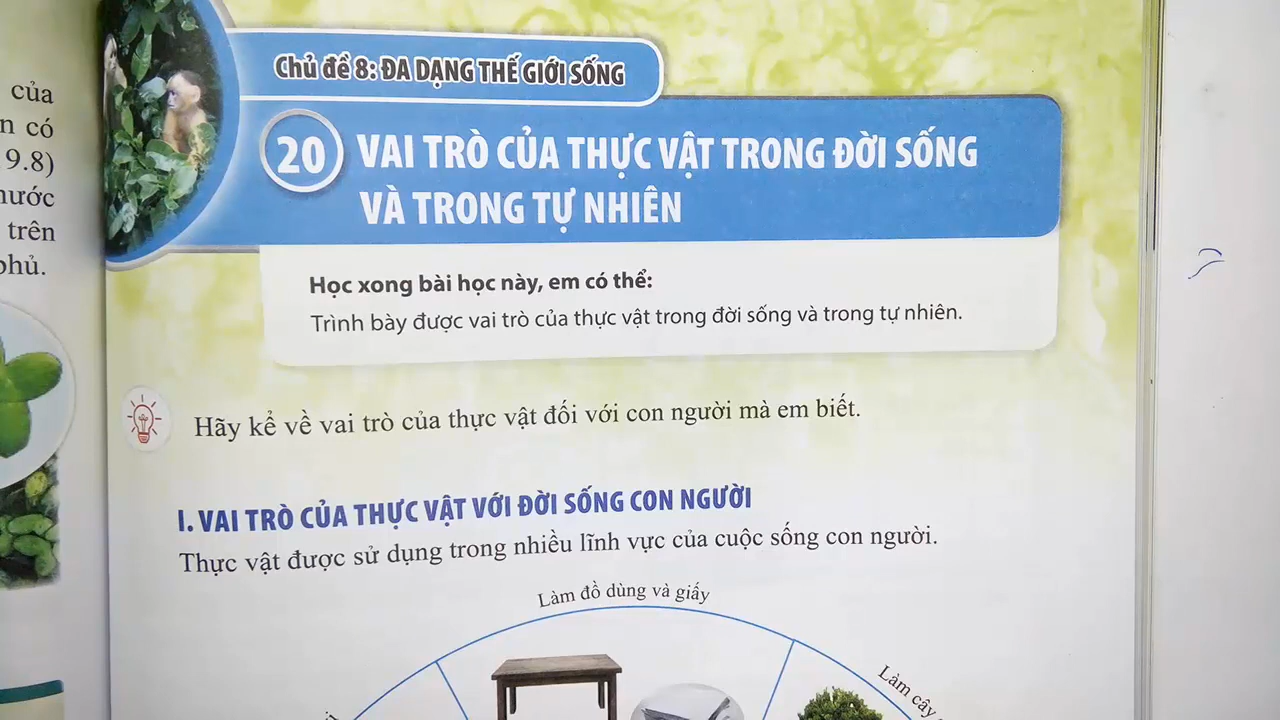 của
n có
9.8)
nước
trên
phủ.
Chủ đề 8: ĐA DẠNG THẾ GIỚI SỐNG
20 VAI TRÒ CỦA THỰC VẬT TRONG ĐỜI SỐNG
VÀ TRONG TỰ NHIÊN
Học xong bài học này, em có thể:
Trình bày được vai trò của thực vật trong đời sống và trong tự nhiên.
Hãy kể về vai trò của thực vật đối với con người mà em biết.
I. VAI TRÒ CỦA THỰC VẬT VỚI ĐỜI SỐNG CON NGƯỜI
Thực vật được sử dụng trong nhiều lĩnh vực của cuộc sống con người.
Làm đồ dùng và giấy
Làm cây